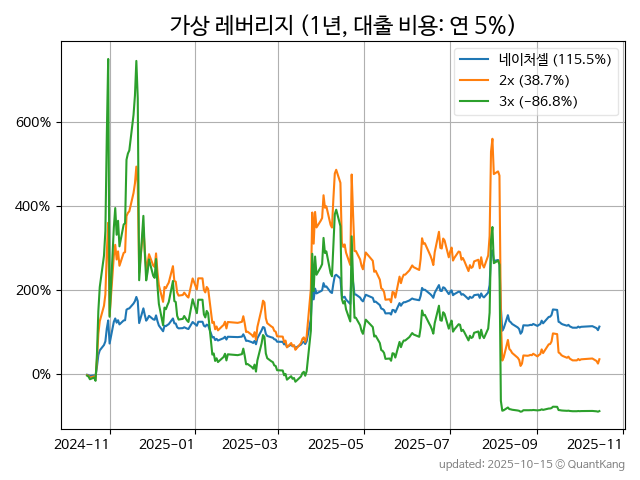 가상 레버리지 (1년, 대출 비용: 연 5%)
네이처셀 (115.5%)
2x (38.7%)
3x (−86.8%)
600%
400%
200%
0%
2024-11 2025-01 2025-03 2025-05 2025-07 2025-09 2025-11
updated: 2025-10-15 © QuantKang